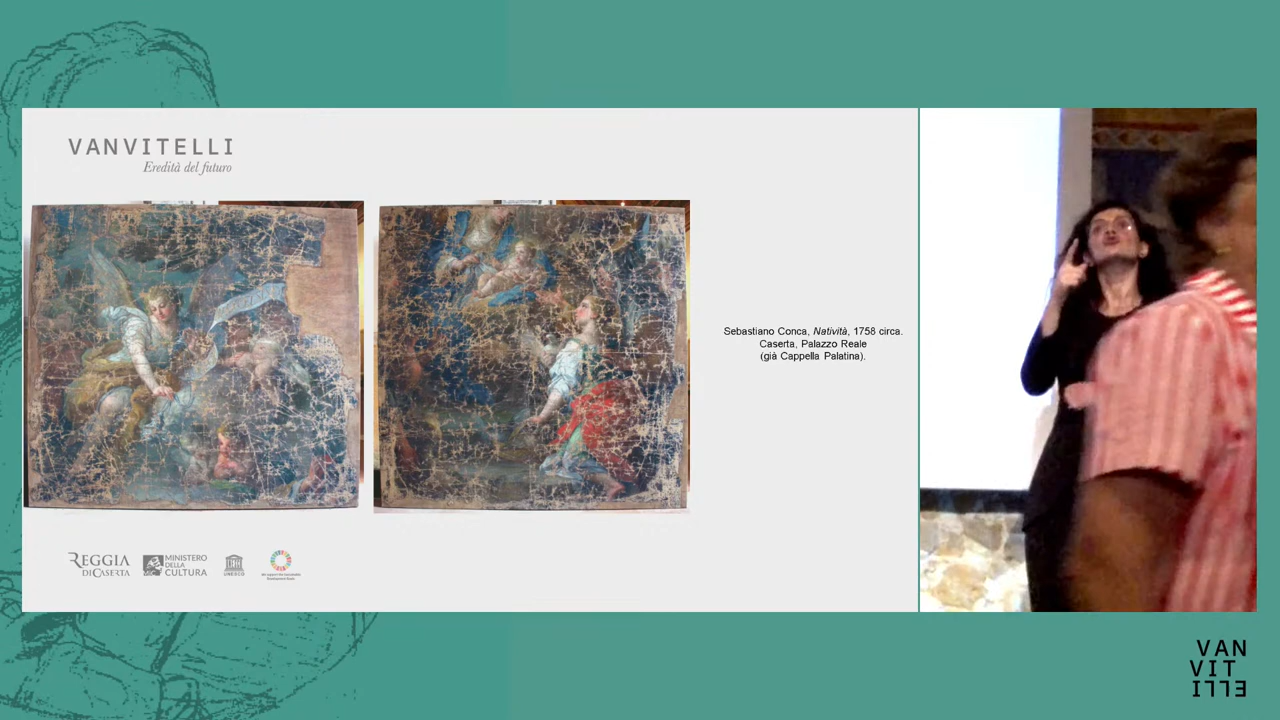 VANVITELLI
Eredità del futuro
Sebastiano Conca, Natività, 1758 circa.
Caserta, Palazzo Reale
(già Cappella Palatina).
REGGIA
DI CASERTA
MINISTERO
DELLA
CULTURA
UNESCO
VAN
VIT
ELLI